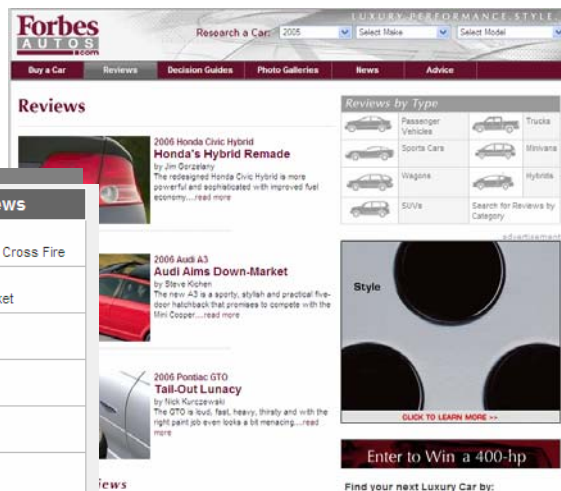 Forbes
AUTOS
.com
LUXURY.PERFORMANCE.STYLE.
Research a Car: 2005 Select Make Select Model
Buy a Car Reviews Decision Guides Photo Galleries News Advice
Reviews
2006 Honda Civic Hybrid
Honda's Hybrid Remade
by Jim Gorzelany
The redesigned Honda Civic Hybrid is more
powerful and sophisticated with improved fuel
economy....read more
2006 Audi A3
Audi Aims Down-Market
by Steve Kichen
The new A3 is a sporty, stylish and practical five-
door hatchback that promises to compete with the
Mini Cooper....read more
2006 Pontiac GTO
Tail-Out Lunacy
by Nick Kurczewski
The GTO is loud, fast, heavy, thirsty and with the
right paint job even looks a bit menacing....read
more
iews
ews
Cross Fire
ket
Reviews by Type
Passenger
Vehicles
Trucks
Sports Cars
Minivans
Wagons
Hybrids
SUVs
Search for Reviews by
Category
advertisement
Style
CLICK TO LEARN MORE >>
Enter to Win a 400-hp
Find your next Luxury Car by: